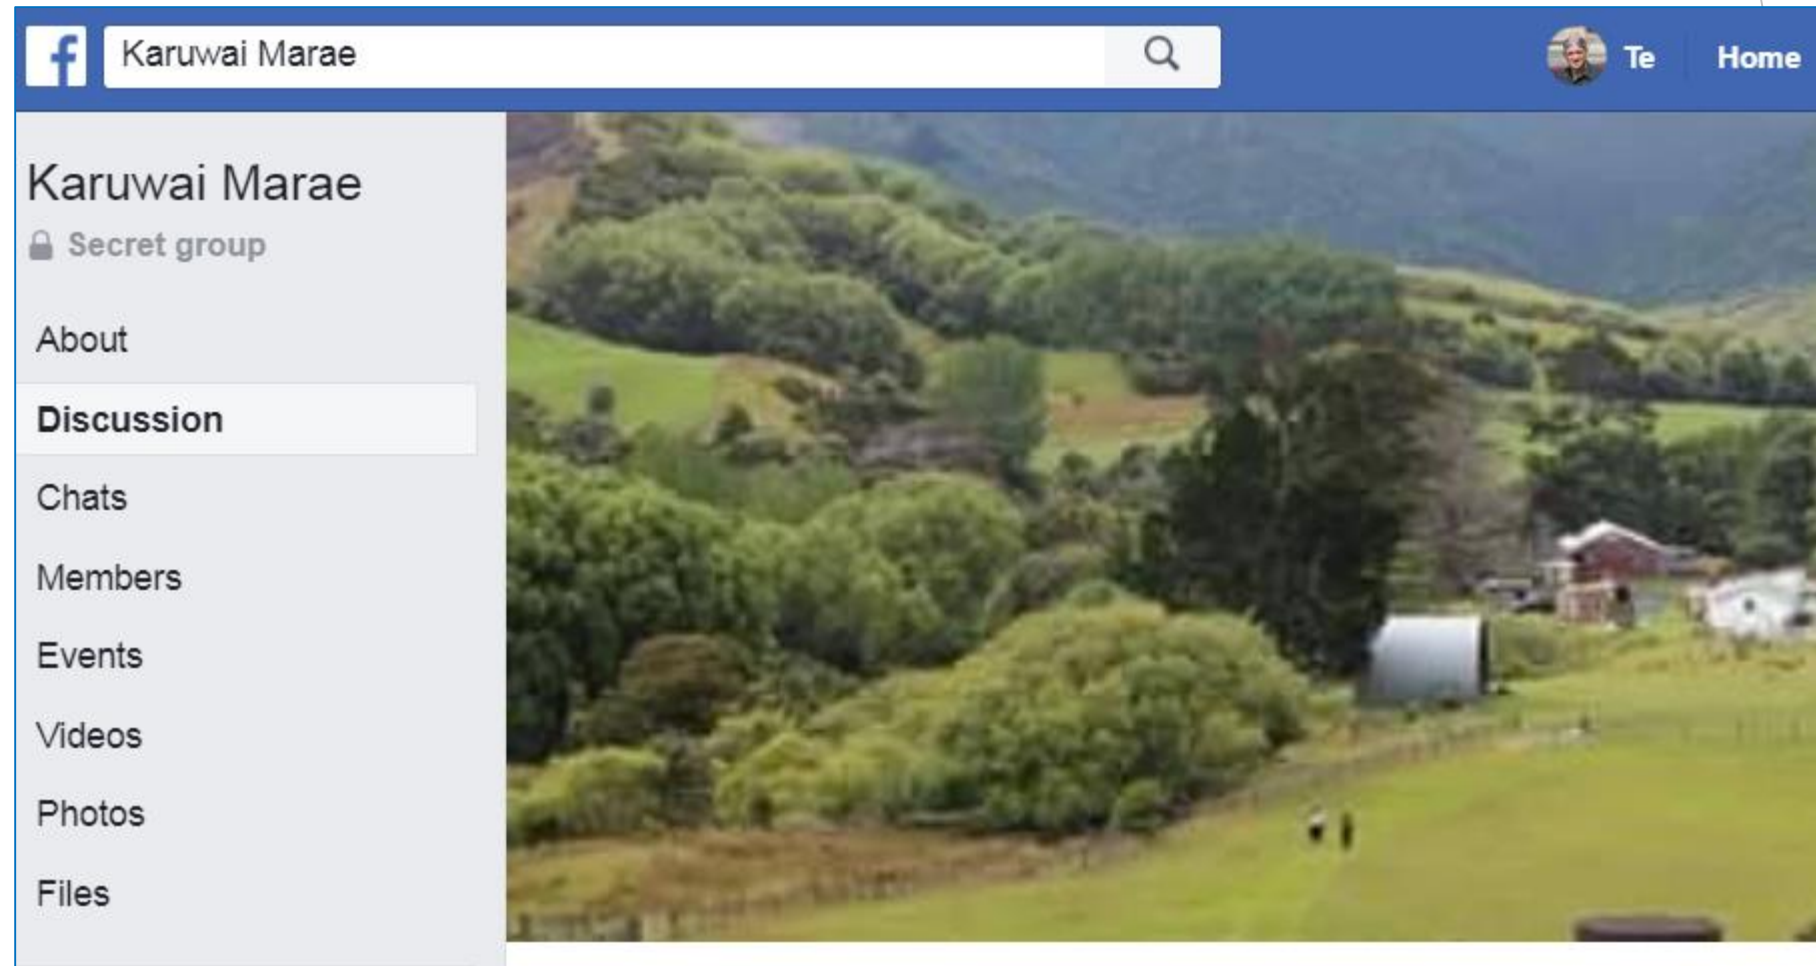 f Karuwai Marae Te Home
Karuwai Marae
Secret group
About
Discussion
Chats
Members
Events
Videos
Photos
Files